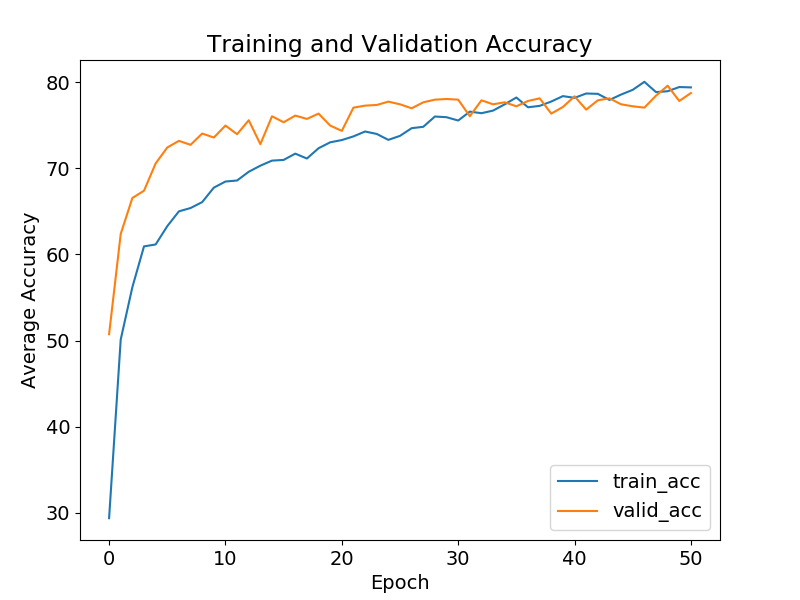 Training and Validation Accuracy
Average Accuracy
80
70
60
50
40
30
0 10 20 30 40 50
Epoch
train_acc
valid_acc